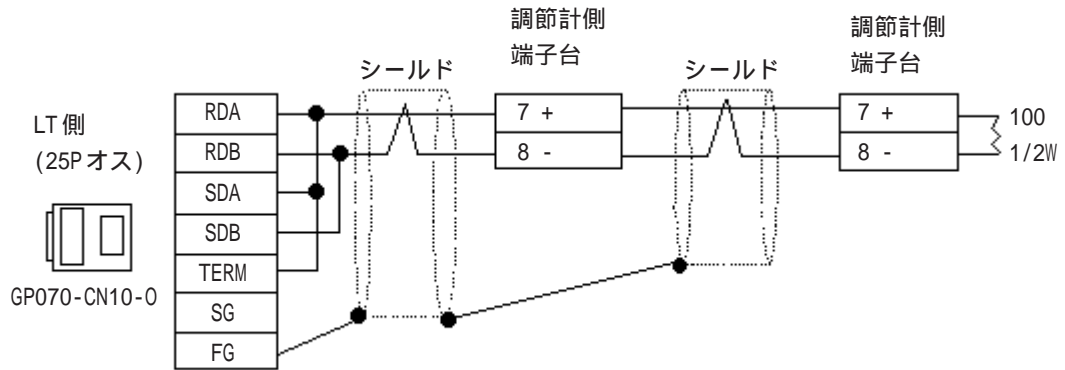 調節計側
端子台
調節計側
端子台
シールド
シールド
LT側
(25Pオス)
RDA
RDB
SDA
SDB
TERM
SG
FG
7 +
8 -
7 +
8 -
100
1/2W
GP070-CN10-O